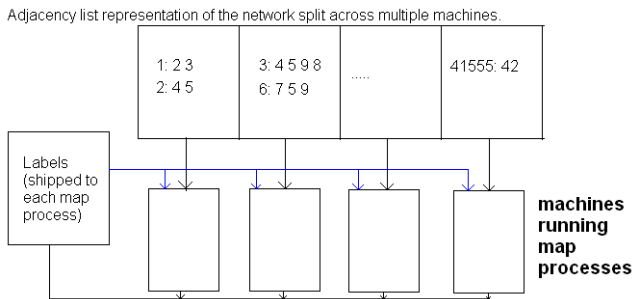 Adjacency list representation of the network split across multiple machines.
1: 2 3
2: 4 5
3: 4 5 9 8
6: 7 5 9
.....
41555: 42
Labels
(shipped to
each map
process)
machines
running
map
processes